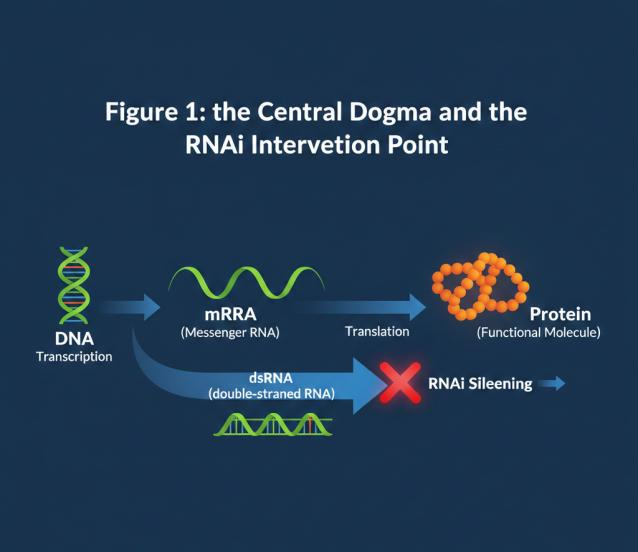 Figure 1: the Central Dogma and the
RNAi Intervetion Point
DNA
Transcription
mRRA
(Messenger RNA)
Translation
Protein
(Functional Molecule)
dsRNA
(double-straned RNA)
RNAi Sileening